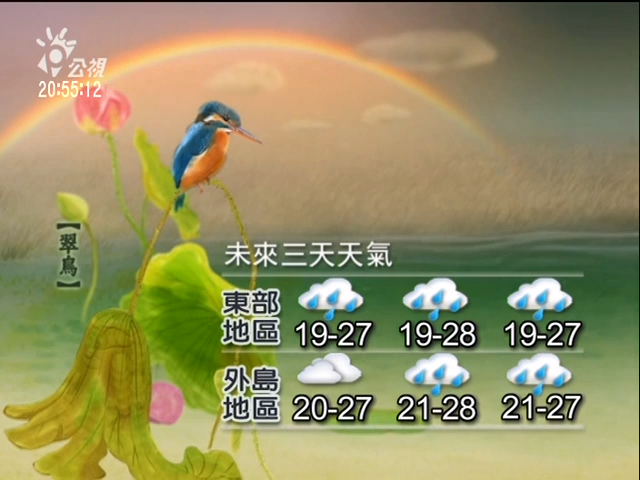 公視
20:55:12
【翠鳥】
未來三天天氣
東部地區
19-27 19-28 19-27
外島地區
20-27 21-28 21-27